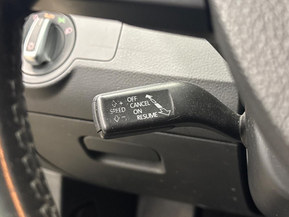 +
SPEED
-
OFF
CANCEL
ON
RESUME